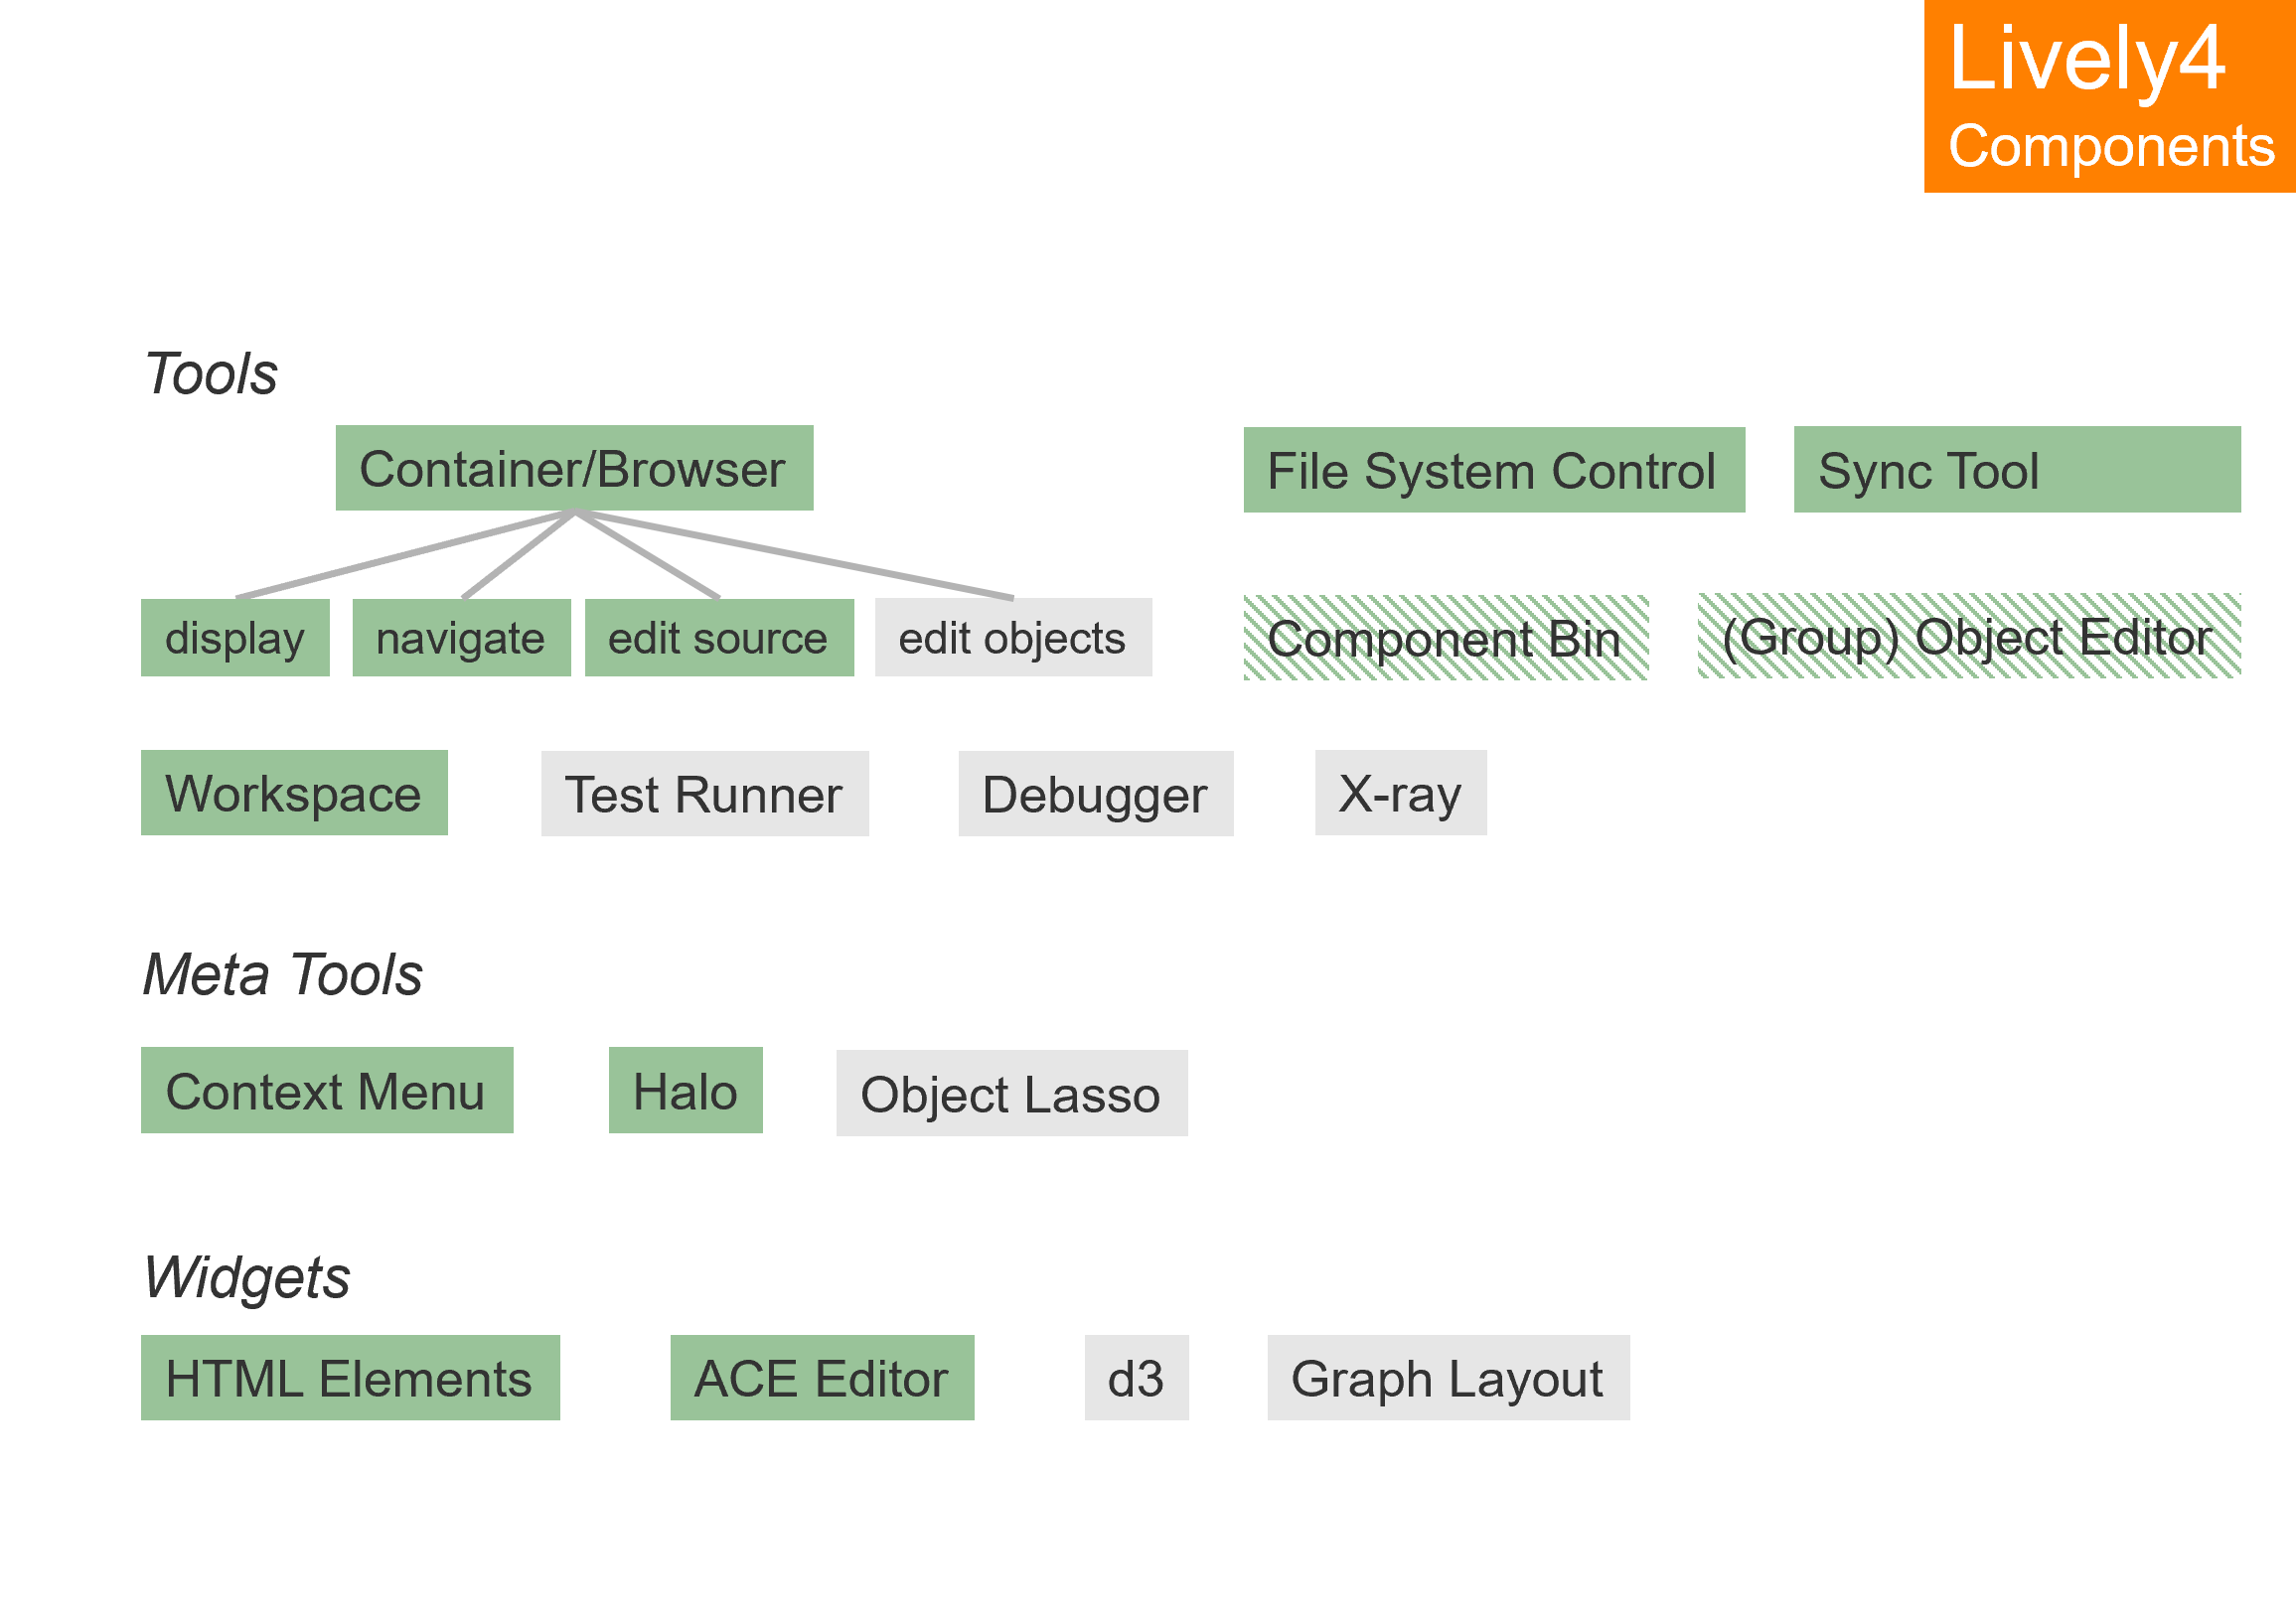 Lively4
Components
Tools
Container/Browser
File System Control
Sync Tool
display
navigate
edit source
edit objects
Component Bin
(Group) Object Editor
Workspace
Test Runner
Debugger
X-ray
Meta Tools
Context Menu
Halo
Object Lasso
Widgets
HTML Elements
ACE Editor
d3
Graph Layout